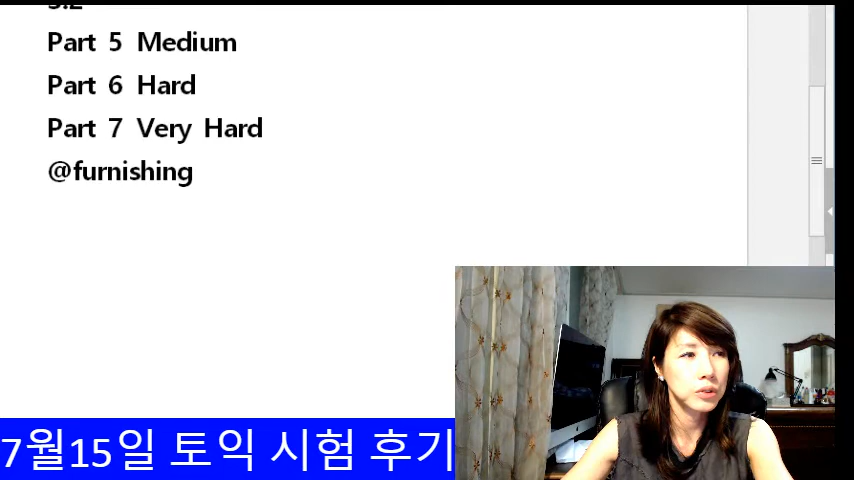 Part 5 Medium
Part 6 Hard
Part 7 Very Hard
@furnishing
7월15일 토익 시험 후기